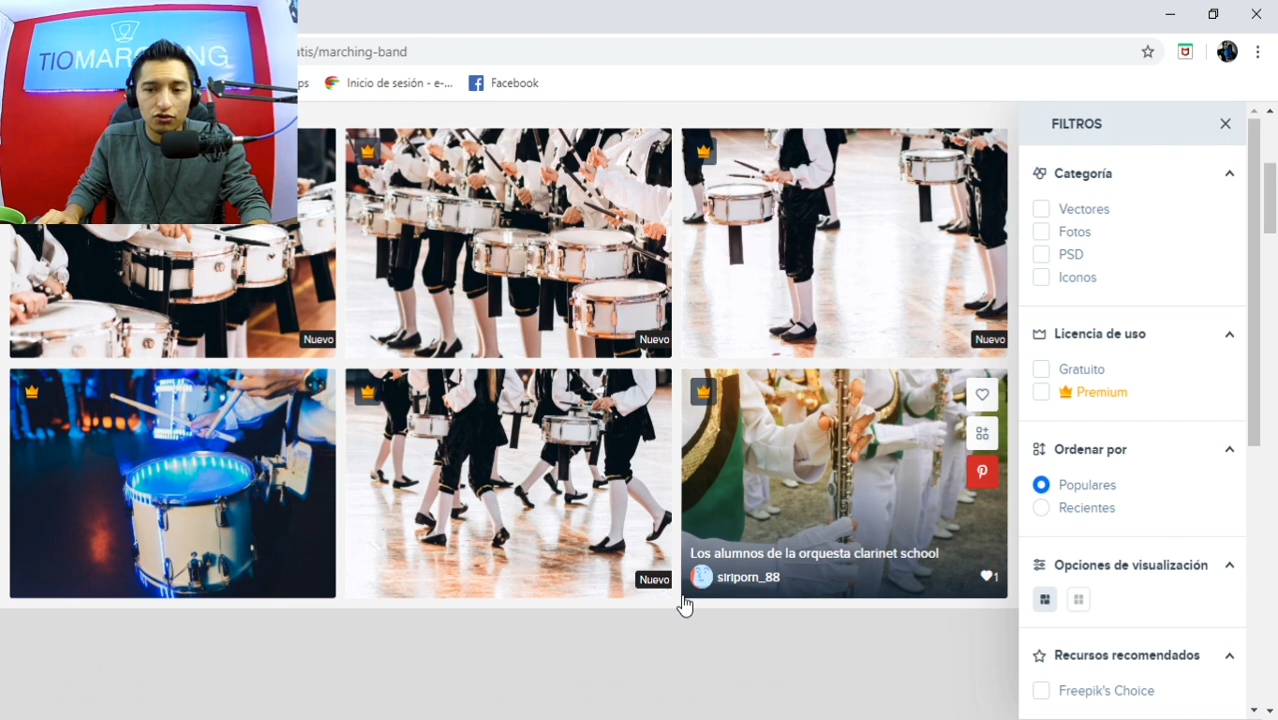 TIOMARCHING
atis/marching-band
ps
Inicio de sesión - e-...
Facebook
FILTROS
Categoría
Vectores
Fotos
PSD
Iconos
Nuevo
Nuevo
Nuevo
Licencia de uso
Gratuito
Premium
Ordenar por
Populares
Recientes
Los alumnos de la orquesta clarinet school
siriporn_88
1
Nuevo
Opciones de visualización
Recursos recomendados
Freepik's Choice